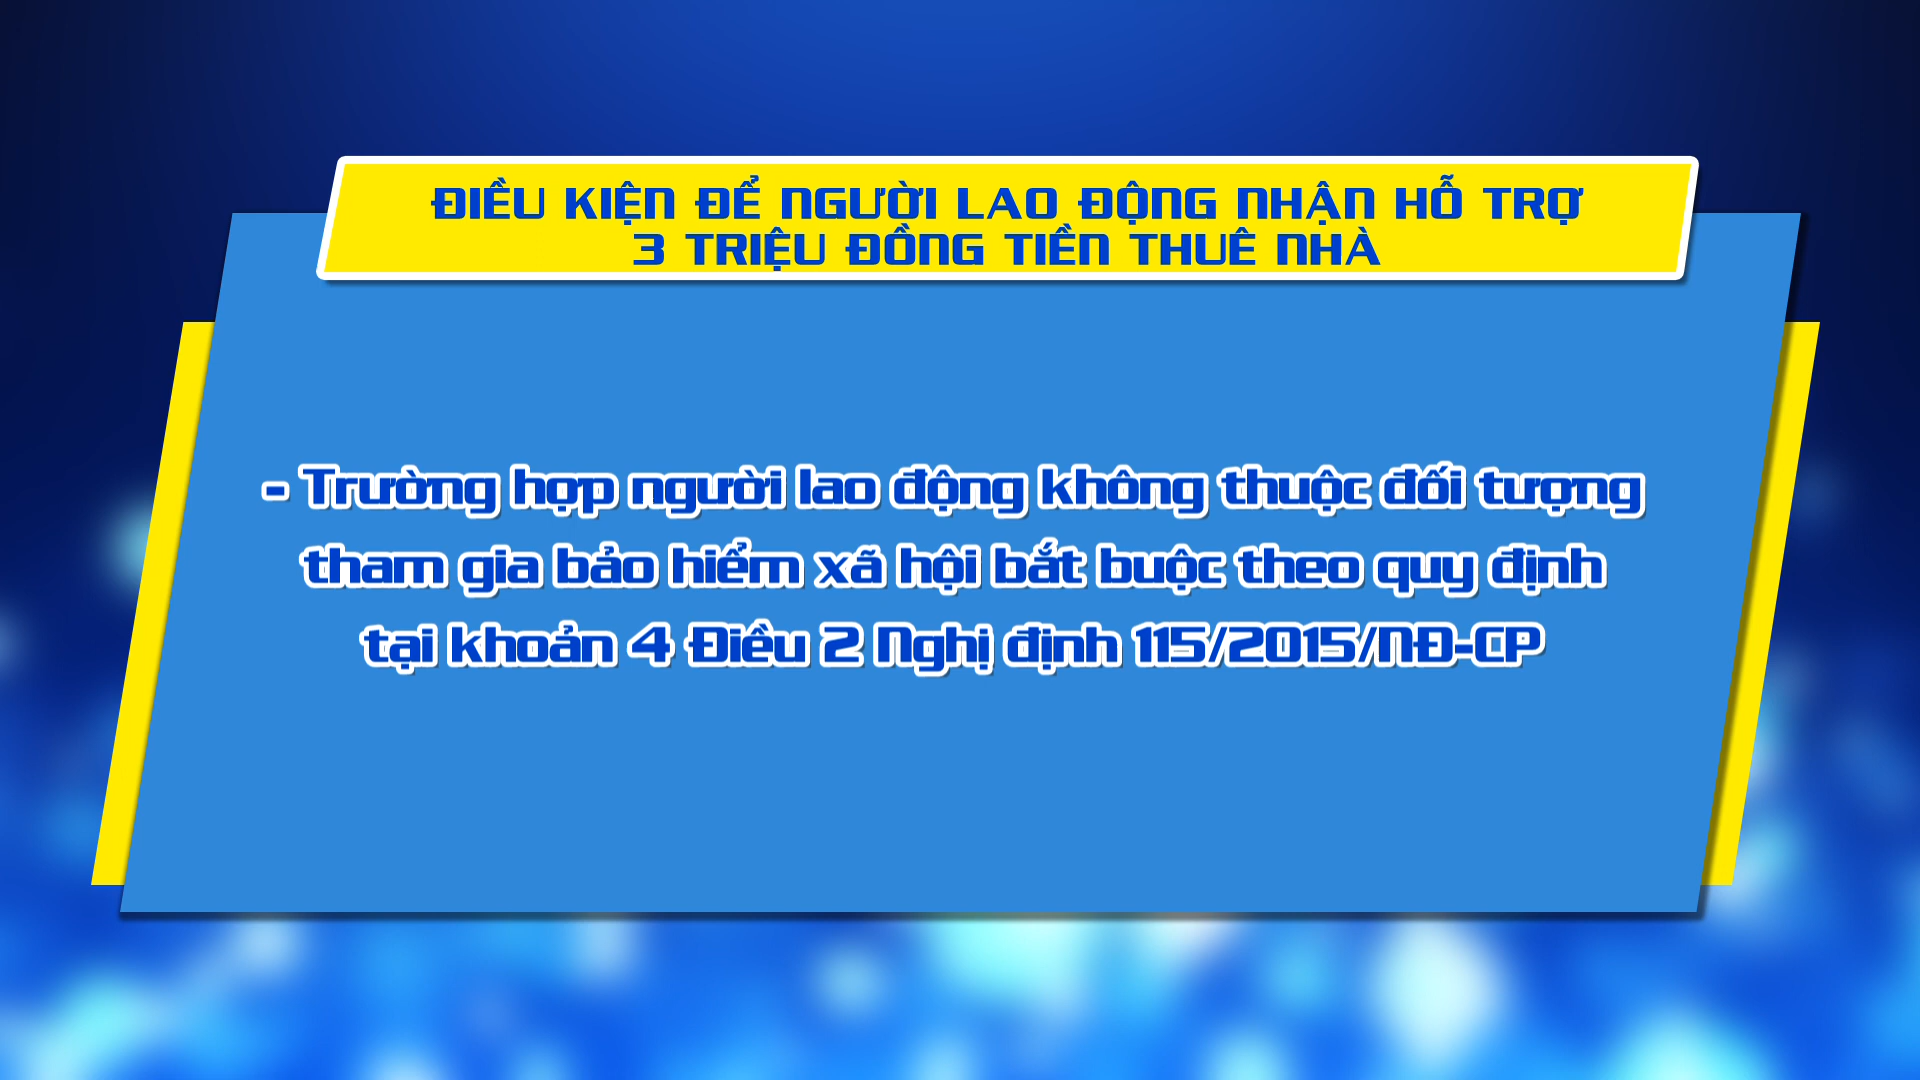 ĐIỀU KIỆN ĐỂ NGƯỜI LAO ĐỘNG NHẬN HỖ TRỢ
3 TRIỆU ĐỒNG TIỀN THUÊ NHÀ
- Trường hợp người lao động không thuộc đối tượng
tham gia bảo hiểm xã hội bắt buộc theo quy định
tại khoản 4 Điều 2 Nghị định 115/2015/NĐ-CP